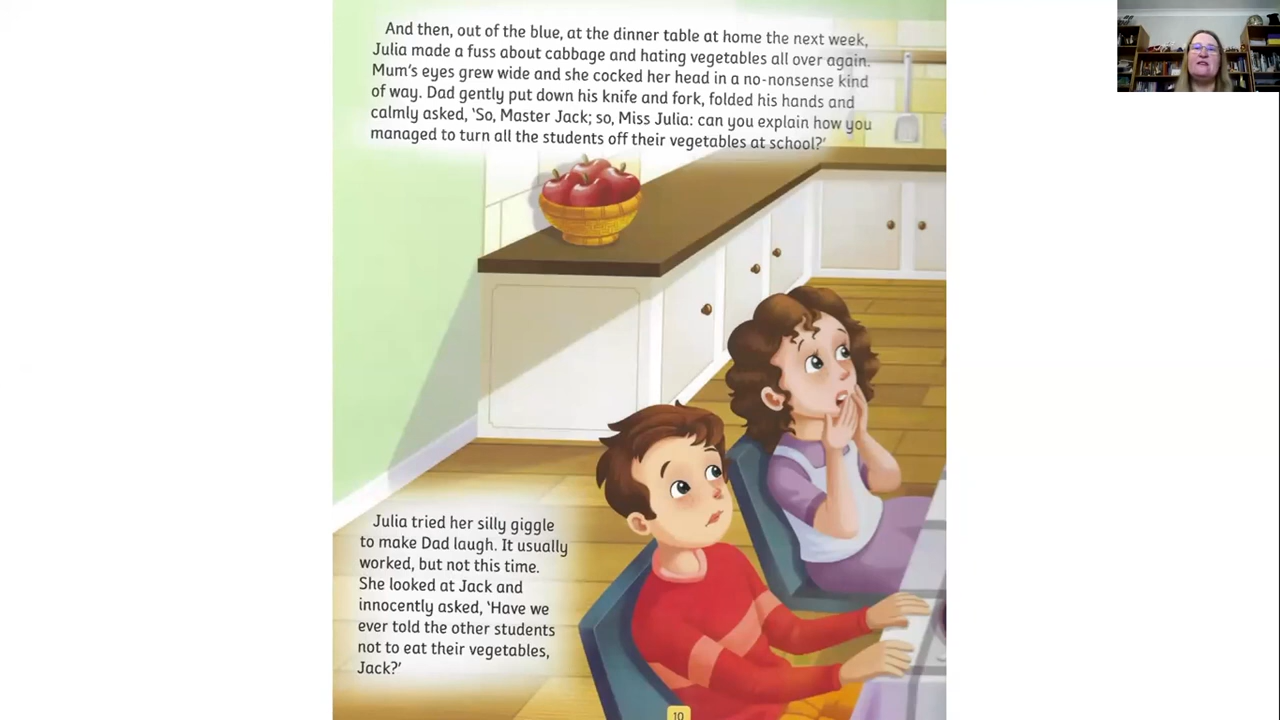 And then, out of the blue, at the dinner table at home the next week,
Julia made a fuss about cabbage and hating vegetables all over again.
Mum's eyes grew wide and she cocked her head in a no-nonsense kind
of way. Dad gently put down his knife and fork, folded his hands and
calmly asked, 'So, Master Jack; so, Miss Julia: can you explain how you
managed to turn all the students off their vegetables at school?'
Julia tried her silly giggle
to make Dad laugh. It usually
worked, but not this time.
She looked at Jack and
innocently asked, 'Have we
ever told the other students
not to eat their vegetables,
Jack?'
10